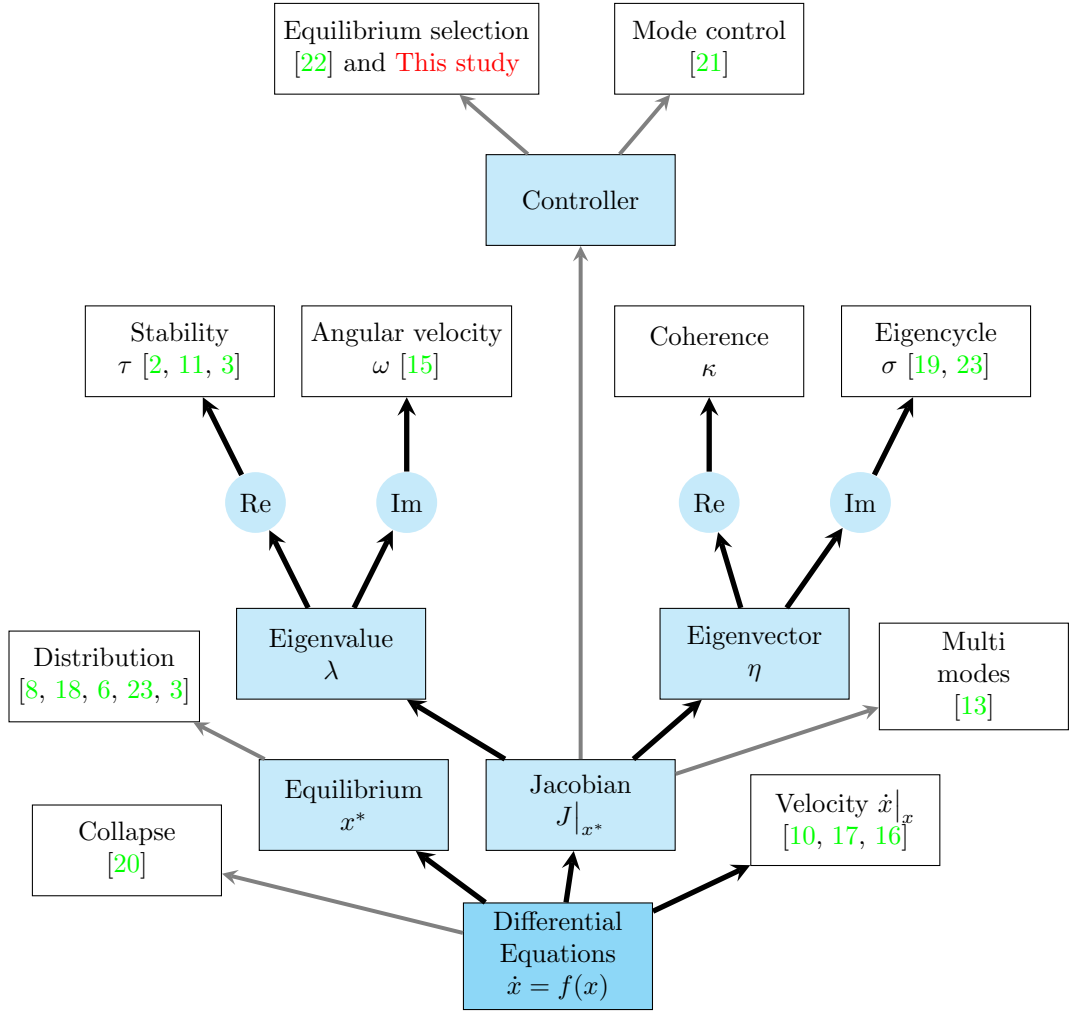 Equilibrium selection
[22] and This study
Mode control
[21]
Controller
Stability
τ [2, 11, 3]
Angular velocity
ω [15]
Coherence
κ
Eigencycle
σ [19, 23]
Re
Im
Re
Im
Eigenvalue
λ
Eigenvector
η
Multi
modes
[13]
Distribution
[8, 18, 6, 23, 3]
Equilibrium
x*
Jacobian
J|x*
Velocity ẋ|x
[10, 17, 16]
Collapse
[20]
Differential
Equations
ẋ = f(x)